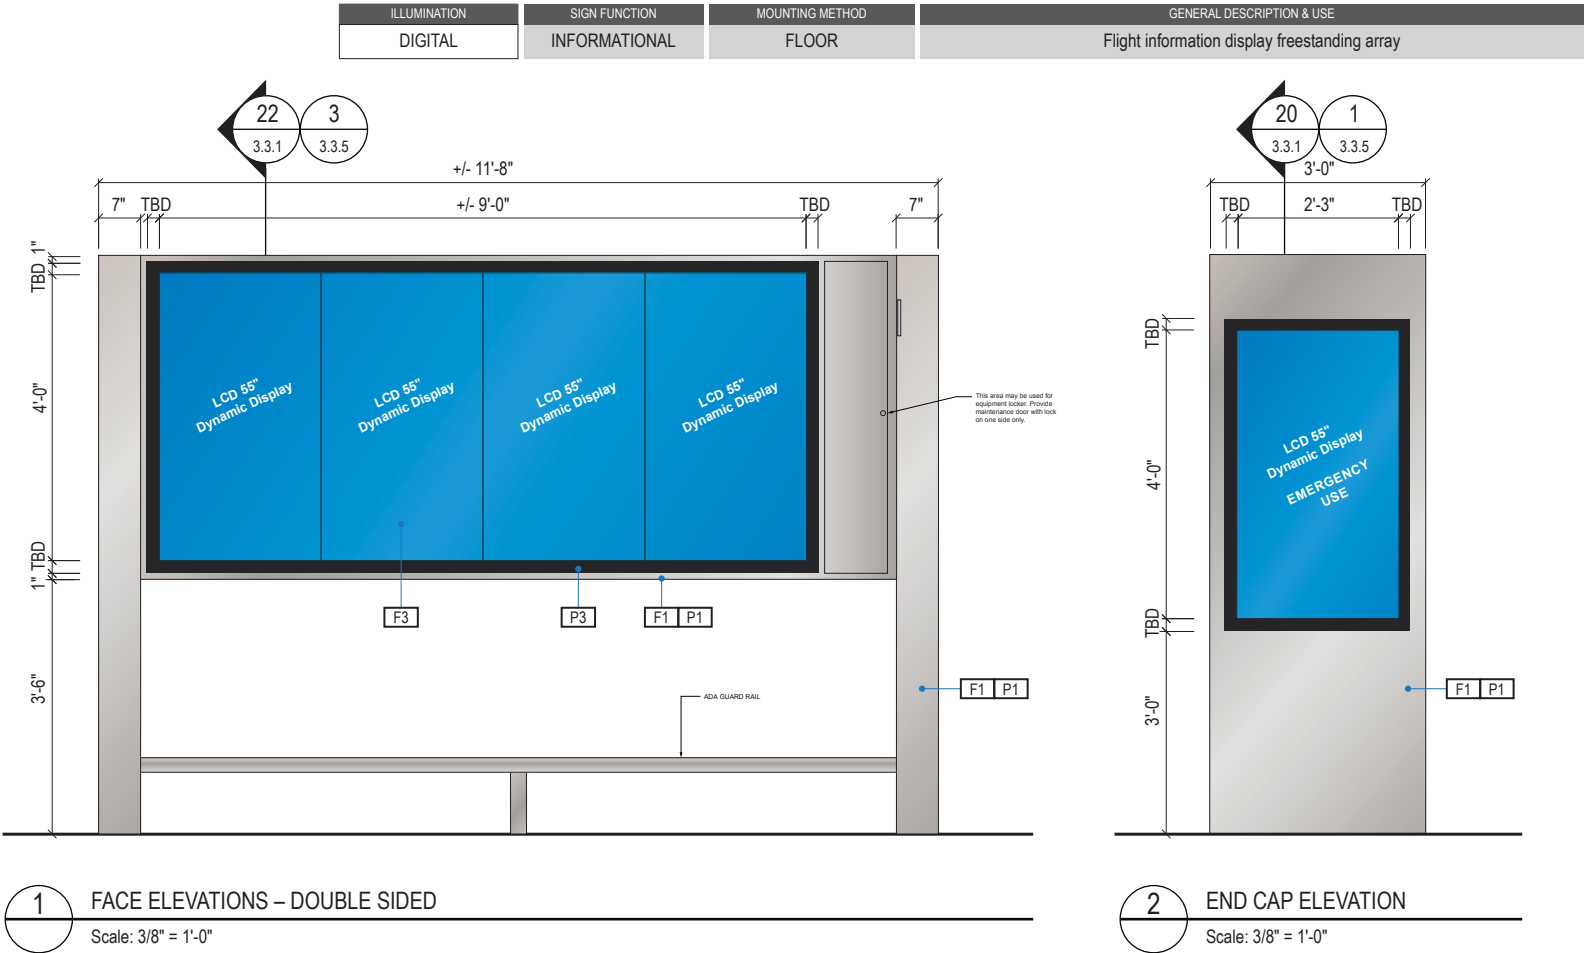 ILLUMINATION
DIGITAL
SIGN FUNCTION
INFORMATIONAL
MOUNTING METHOD
FLOOR
GENERAL DESCRIPTION & USE
Flight information display freestanding array
22
3.3.1
3
3.3.5
+/- 11'-8"
7"
TBD
+/- 9'-0"
TBD
7"
1"
TBD
4'-0"
TBD
1"
3'-6"
LCD 55"
Dynamic Display
LCD 55"
Dynamic Display
LCD 55"
Dynamic Display
LCD 55"
Dynamic Display
This area may be used for
equipment locker. Provide
maintenance door with lock
on one side only.
F3
P3
F1
P1
ADA GUARD RAIL
F1
P1
1
FACE ELEVATIONS – DOUBLE SIDED
Scale: 3/8" = 1'-0"
20
3.3.1
1
3.3.5
3'-0"
TBD
2'-3"
TBD
TBD
4'-0"
TBD
3'-0"
LCD 55"
Dynamic Display
EMERGENCY
USE
F1
P1
2
END CAP ELEVATION
Scale: 3/8" = 1'-0"